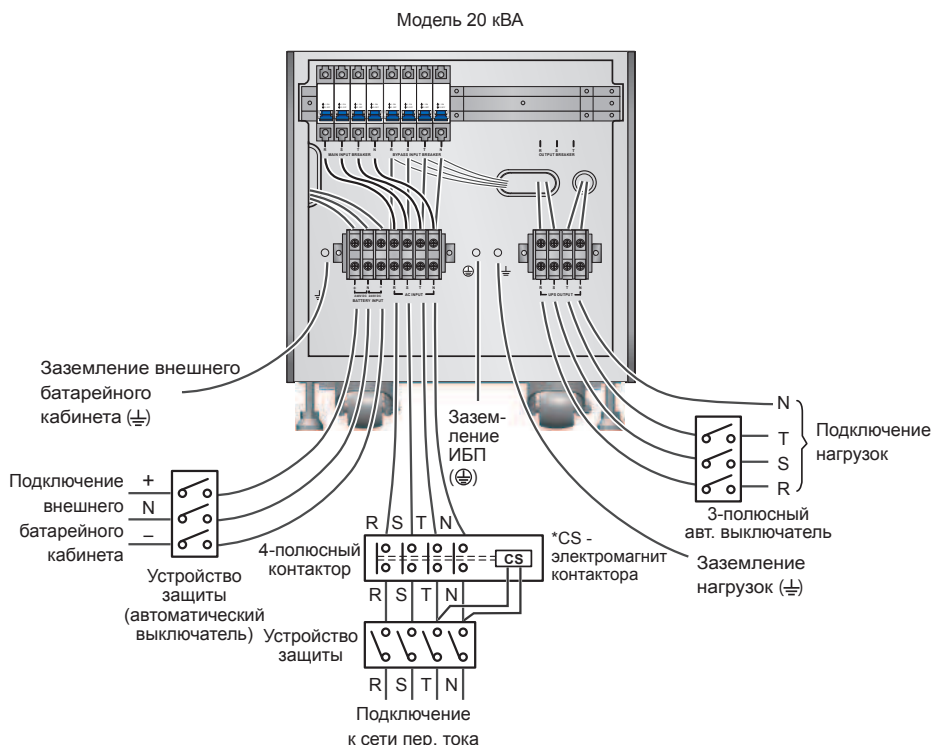 Модель 20 кВА
R S T N R S T N
MAIN INPUT BREAKER
BYPASS INPUT BREAKER
R S T
OUTPUT BREAKER
R S T N
AC INPUT
BATTERY INPUT
R S T N
UPS OUTPUT
Заземление внешнего
батарейного
кабинета (⏚)
Зазем-
ление
ИБП
(⏚)
N
T
S
R
Подключение
нагрузок
3-полюсный
авт. выключатель
Заземление
нагрузок (⏚)
Подключение
внешнего
батарейного
кабинета
+
N
–
Устройство
защиты
(автоматический
выключатель)
R S T N
4-полюсный
контактор
CS
*CS -
электромагнит
контактора
R S T N
Устройство
защиты
R S T N
Подключение
к сети пер. тока